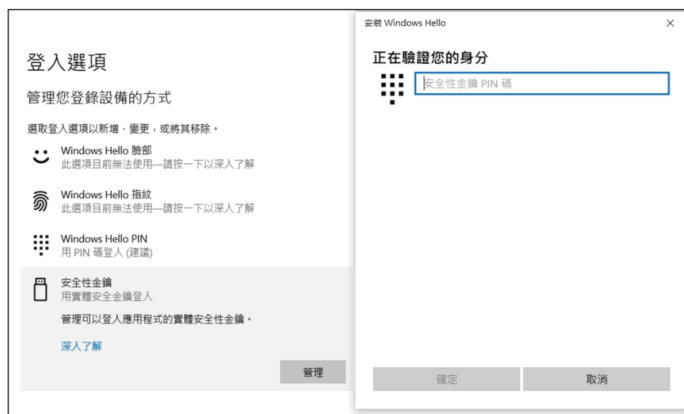 登入選項
管理您登錄設備的方式
選取登入選項以新增、變更,或將其移除。
Windows Hello 臉部
此選項目前無法使用—請按一下以深入了解
Windows Hello 指紋
此選項目前無法使用—請按一下以深入了解
Windows Hello PIN
用 PIN 碼登入 (建議)
安全性金鑰
用實體安全金鑰登入
管理可以登入應用程式的實體安全性金鑰。
深入了解
管理
安裝 Windows Hello
正在驗證您的身分
安全性金鑰 PIN 碼
確定
取消